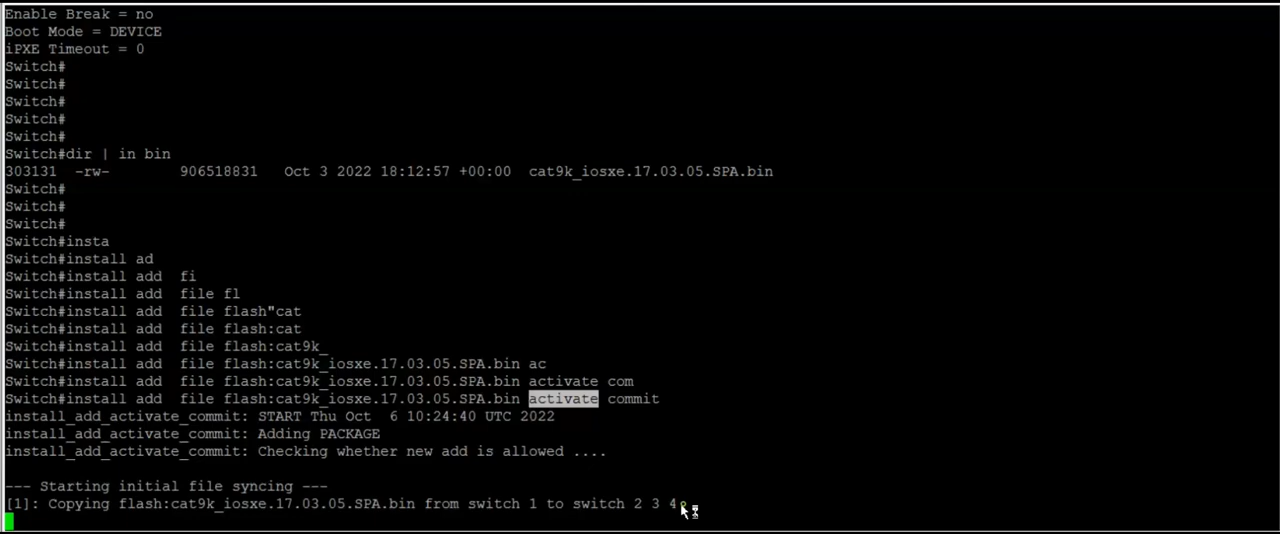 Enable Break = no
Boot Mode = DEVICE
iPXE Timeout = 0
Switch#
Switch#
Switch#
Switch#
Switch#
Switch#dir | in bin
303131  -rw-        906518831   Oct 3 2022 18:12:57 +00:00  cat9k_iosxe.17.03.05.SPA.bin
Switch#
Switch#
Switch#
Switch#insta
Switch#install ad
Switch#install add  fi
Switch#install add  file fl
Switch#install add  file flash"cat
Switch#install add  file flash:cat
Switch#install add  file flash:cat9k_
Switch#install add  file flash:cat9k_iosxe.17.03.05.SPA.bin ac
Switch#install add  file flash:cat9k_iosxe.17.03.05.SPA.bin activate com
Switch#install add  file flash:cat9k_iosxe.17.03.05.SPA.bin activate commit
install_add_activate_commit: START Thu Oct  6 10:24:40 UTC 2022
install_add_activate_commit: Adding PACKAGE
install_add_activate_commit: Checking whether new add is allowed ....
--- Starting initial file syncing ---
[1]: Copying flash:cat9k_iosxe.17.03.05.SPA.bin from switch 1 to switch 2 3 4